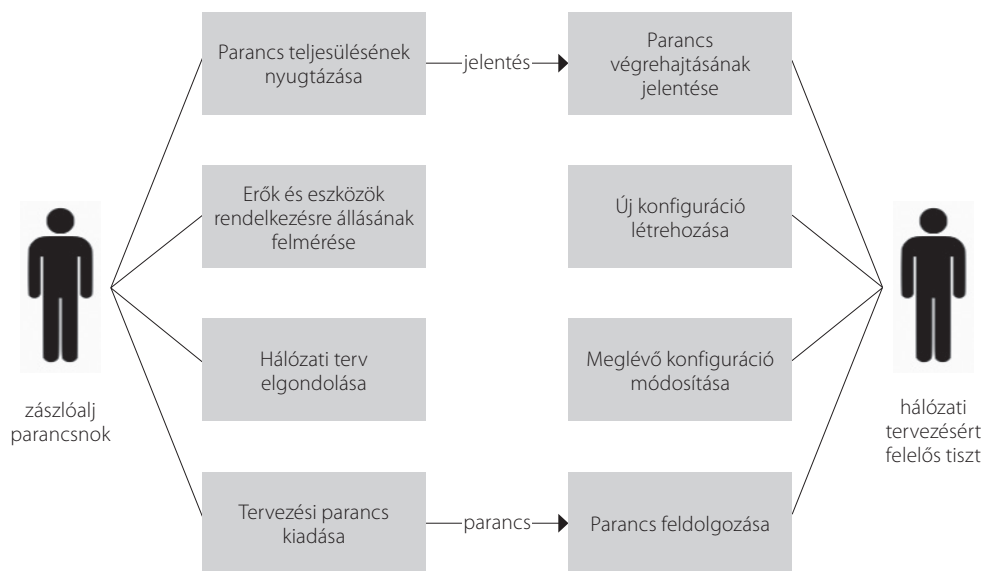 Parancs teljesülésének
nyugtázása
jelentés
Parancs
végrehajtásának
jelentése
Erők és eszközök
rendelkezésre állásának
felmérése
Új konfiguráció
létrehozása
Hálózati terv
elgondolása
Meglévő konfiguráció
módosítása
zászlóalj
parancsnok
hálózati
tervezésért
felelős tiszt
Tervezési parancs
kiadása
parancs
Parancs feldolgozása